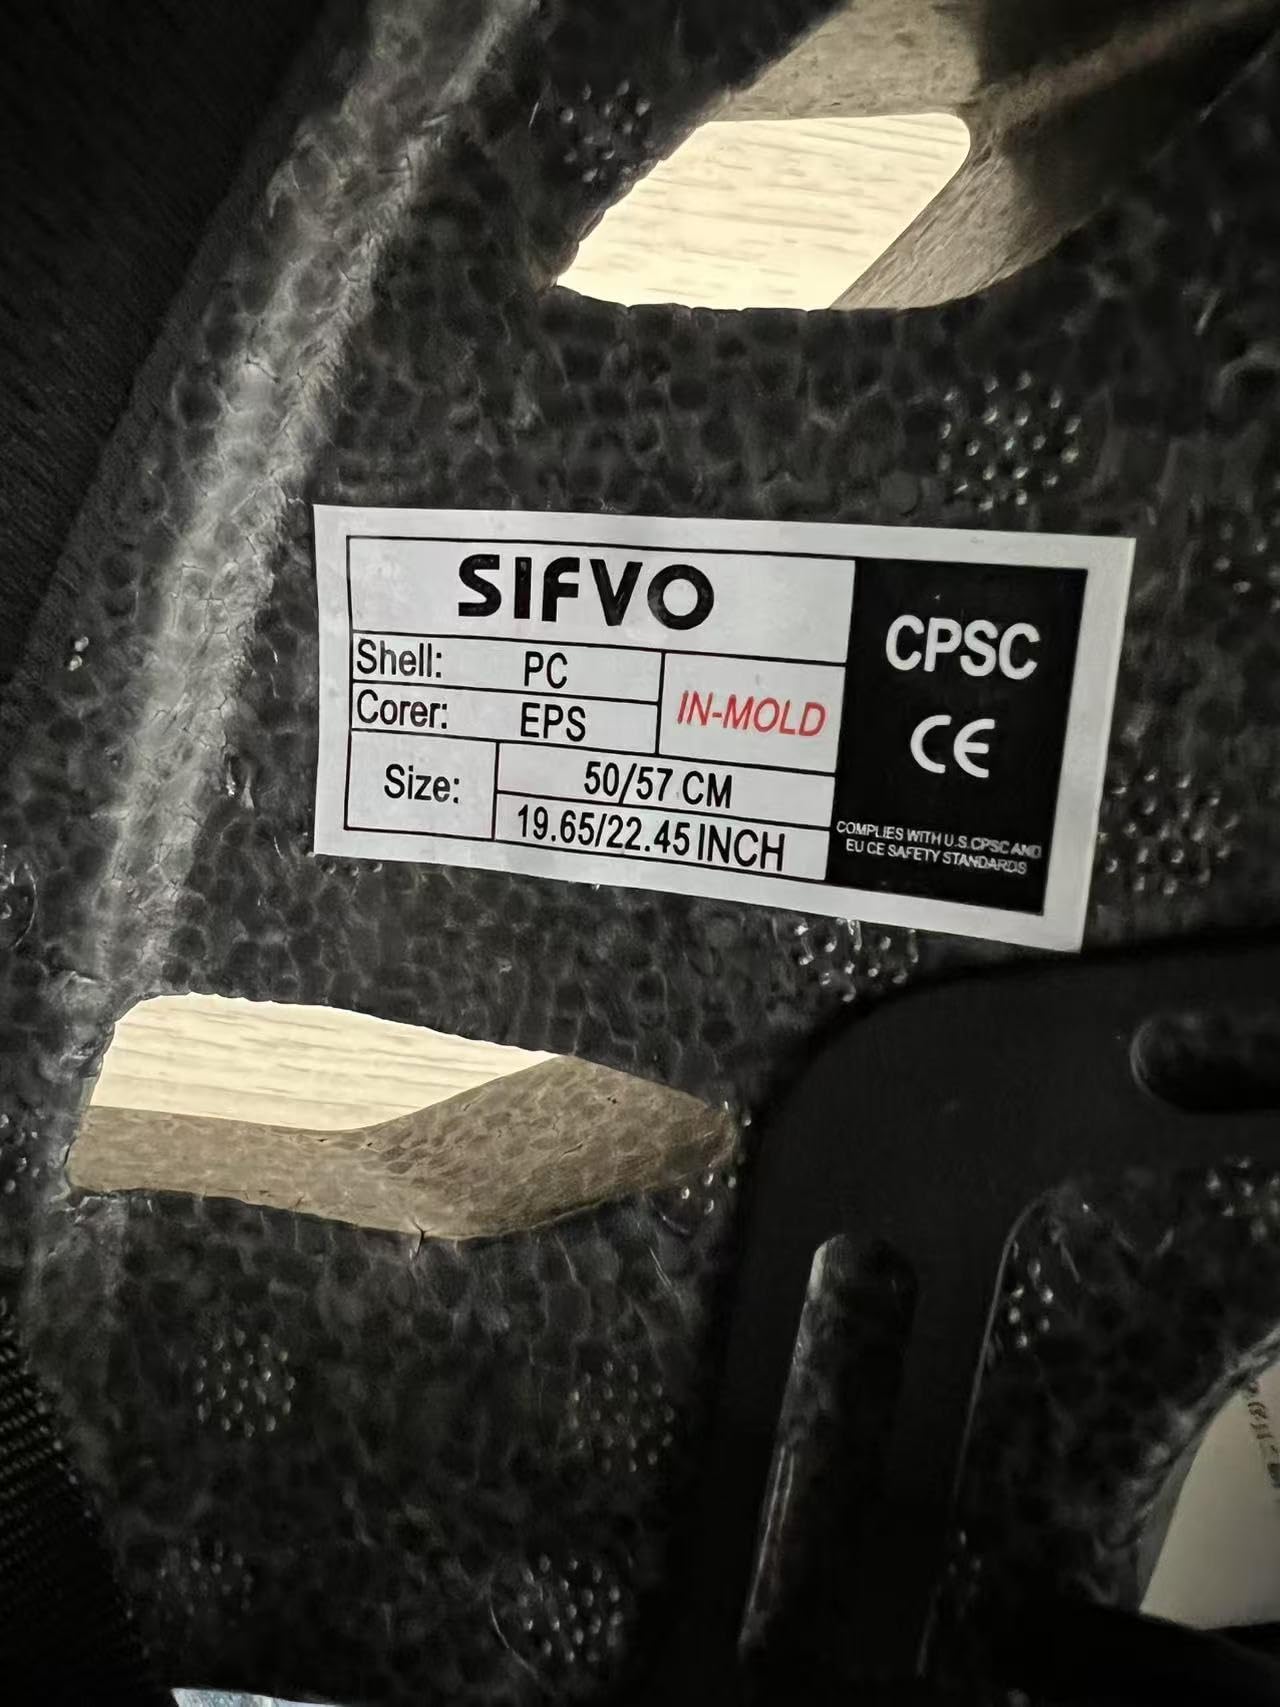 SIFVO
Shell: PC
Corer: EPS
IN-MOLD
Size: 50/57 CM
19.65/22.45 INCH
CPSC
CE
COMPLIES WITH U.S.CPSC AND
EU CE SAFETY STANDARDS